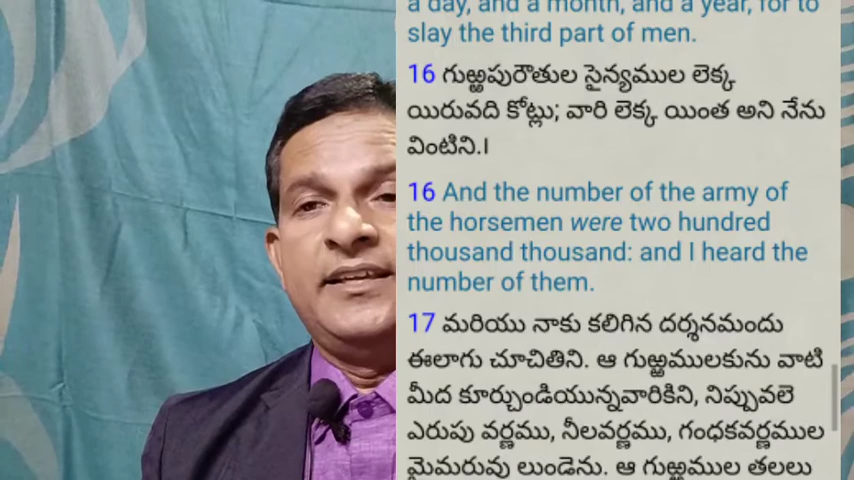 a day, and a month, and a year, for to
slay the third part of men.
16 గుఱ్ఱపురౌతుల సైన్యముల లెక్క
యిరువది కోట్లు; వారి లెక్క యింత అని నేను
వింటిని.I
16 And the number of the army of
the horsemen were two hundred
thousand thousand: and I heard the
number of them.
17 మరియు నాకు కలిగిన దర్శనమందు
ఈలాగు చూచితిని. ఆ గుఱ్ఱములకును వాటి
మీద కూర్చుండియున్నవారికిని, నిప్పువలె
ఎరుపు వర్ణము, నీలవర్ణము, గంధకవర్ణముల
మైమరువు లుండెను. ఆ గుఱ్ఱముల తలలు